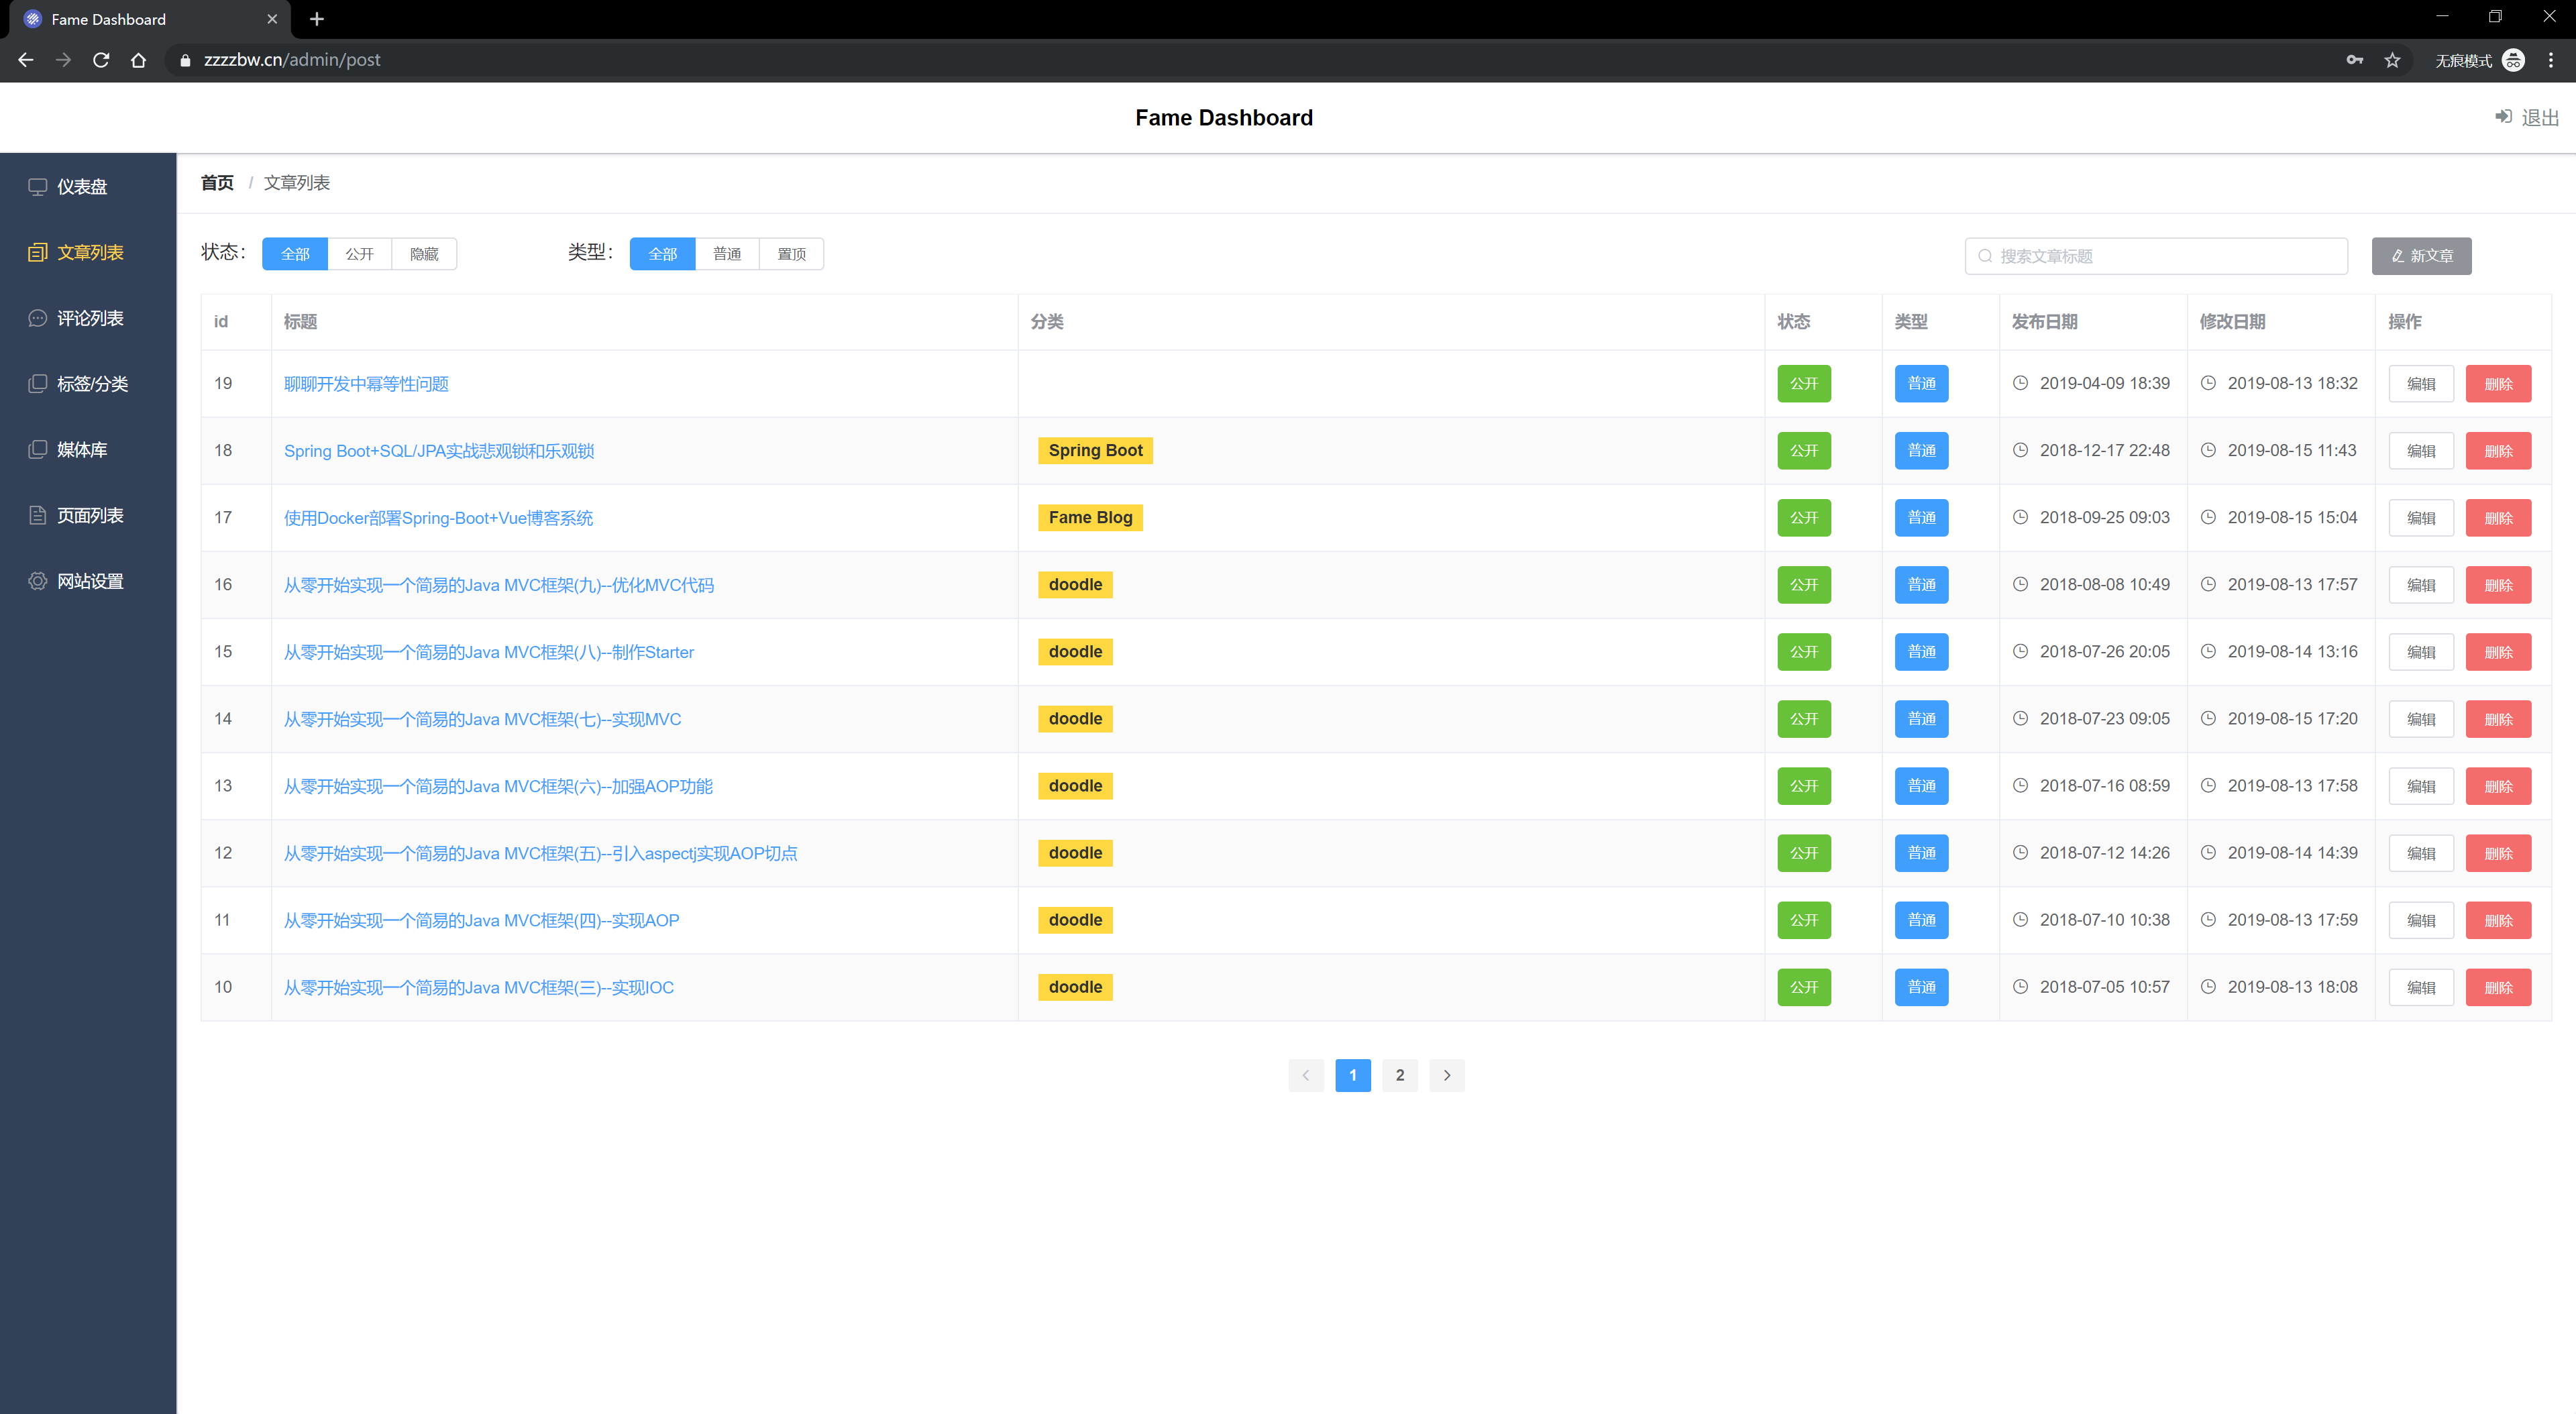 Fame Dashboard
zzzzbw.cn/admin/post
无痕模式
Fame Dashboard
退出
仪表盘
文章列表
评论列表
标签/分类
媒体库
页面列表
网站设置
首页 / 文章列表
状态： 全部 公开 隐藏 类型： 全部 普通 置顶 搜索文章标题 新文章
id 标题 分类 状态 类型 发布日期 修改日期 操作
19 聊聊开发中幂等性问题 公开 普通 2019-04-09 18:39 2019-08-13 18:32 编辑 删除
18 Spring Boot+SQL/JPA实战悲观锁和乐观锁 Spring Boot 公开 普通 2018-12-17 22:48 2019-08-15 11:43 编辑 删除
17 使用Docker部署Spring-Boot+Vue博客系统 Fame Blog 公开 普通 2018-09-25 09:03 2019-08-15 15:04 编辑 删除
16 从零开始实现一个简易的Java MVC框架(九)--优化MVC代码 doodle 公开 普通 2018-08-08 10:49 2019-08-13 17:57 编辑 删除
15 从零开始实现一个简易的Java MVC框架(八)--制作Starter doodle 公开 普通 2018-07-26 20:05 2019-08-14 13:16 编辑 删除
14 从零开始实现一个简易的Java MVC框架(七)--实现MVC doodle 公开 普通 2018-07-23 09:05 2019-08-15 17:20 编辑 删除
13 从零开始实现一个简易的Java MVC框架(六)--加强AOP功能 doodle 公开 普通 2018-07-16 08:59 2019-08-13 17:58 编辑 删除
12 从零开始实现一个简易的Java MVC框架(五)--引入aspectj实现AOP切点 doodle 公开 普通 2018-07-12 14:26 2019-08-14 14:39 编辑 删除
11 从零开始实现一个简易的Java MVC框架(四)--实现AOP doodle 公开 普通 2018-07-10 10:38 2019-08-13 17:59 编辑 删除
10 从零开始实现一个简易的Java MVC框架(三)--实现IOC doodle 公开 普通 2018-07-05 10:57 2019-08-13 18:08 编辑 删除
1 2